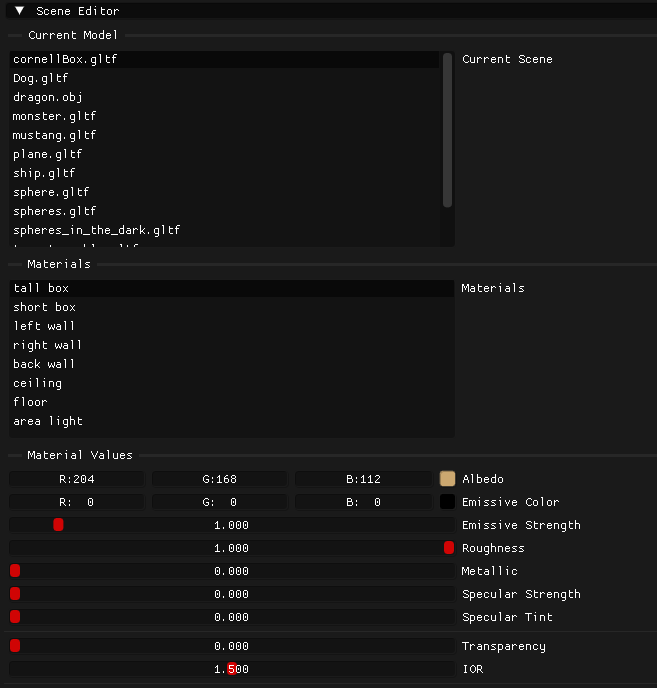 Scene Editor
Current Model
cornellBox.gltf
Current Scene
Dog.gltf
dragon.obj
monster.gltf
mustang.gltf
plane.gltf
ship.gltf
sphere.gltf
spheres.gltf
spheres_in_the_dark.gltf
Materials
tall box
Materials
short box
left wall
right wall
back wall
ceiling
floor
area light
Material Values
R:204 G:168 B:112 Albedo
R: 0 G: 0 B: 0 Emissive Color
1.000 Emissive Strength
1.000 Roughness
0.000 Metallic
0.000 Specular Strength
0.000 Specular Tint
0.000 Transparency
1.500 IOR